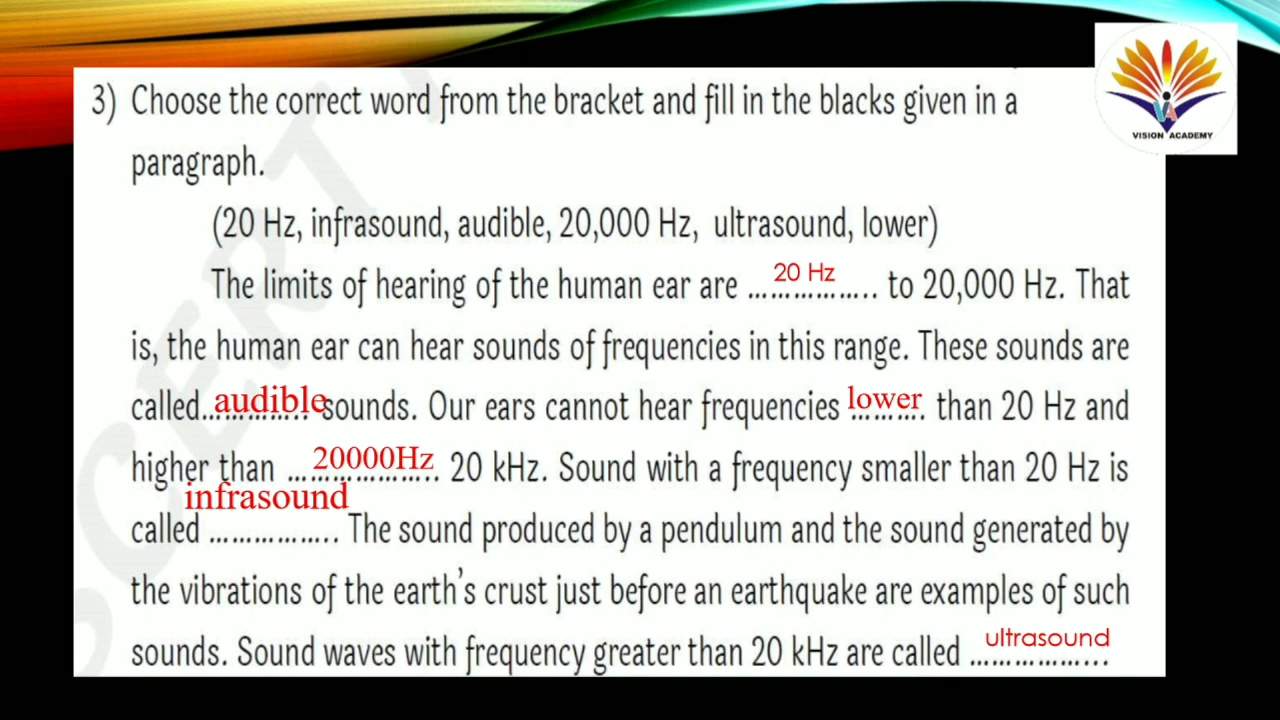 VISION ACADEMY
3) Choose the correct word from the bracket and fill in the blacks given in a
paragraph.
(20 Hz, infrasound, audible, 20,000 Hz, ultrasound, lower)
The limits of hearing of the human ear are ……20 Hz…….. to 20,000 Hz. That
is, the human ear can hear sounds of frequencies in this range. These sounds are
called..audible..sounds. Our ears cannot hear frequencies lower………. than 20 Hz and
higher than …20000Hz….. 20 kHz. Sound with a frequency smaller than 20 Hz is
infrasound
called …………….. The sound produced by a pendulum and the sound generated by
the vibrations of the earth's crust just before an earthquake are examples of such
sounds. Sound waves with frequency greater than 20 kHz are called ultrasound……………...
SCERT